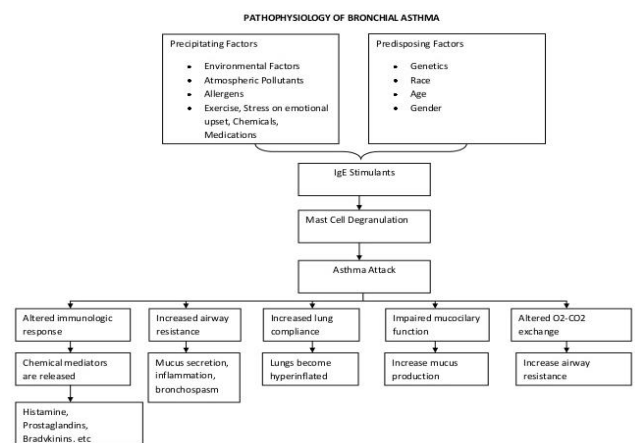 PATHOPHYSIOLOGY OF BRONCHIAL ASTHMA
Precipitating Factors
• Environmental Factors
• Atmospheric Pollutants
• Allergens
• Exercise, Stress on emotional
upset, Chemicals,
Medications
Predisposing Factors
• Genetics
• Race
• Age
• Gender
IgE Stimulants
Mast Cell Degranulation
Asthma Attack
Altered immunologic
response
Increased airway
resistance
Increased lung
compliance
Impaired mucocilary
function
Altered O2-CO2
exchange
Chemical mediators
are released
Mucus secretion,
inflammation,
bronchospasm
Lungs become
hyperinflated
Increase mucus
production
Increase airway
resistance
Histamine,
Prostaglandins,
Bradykinins, etc